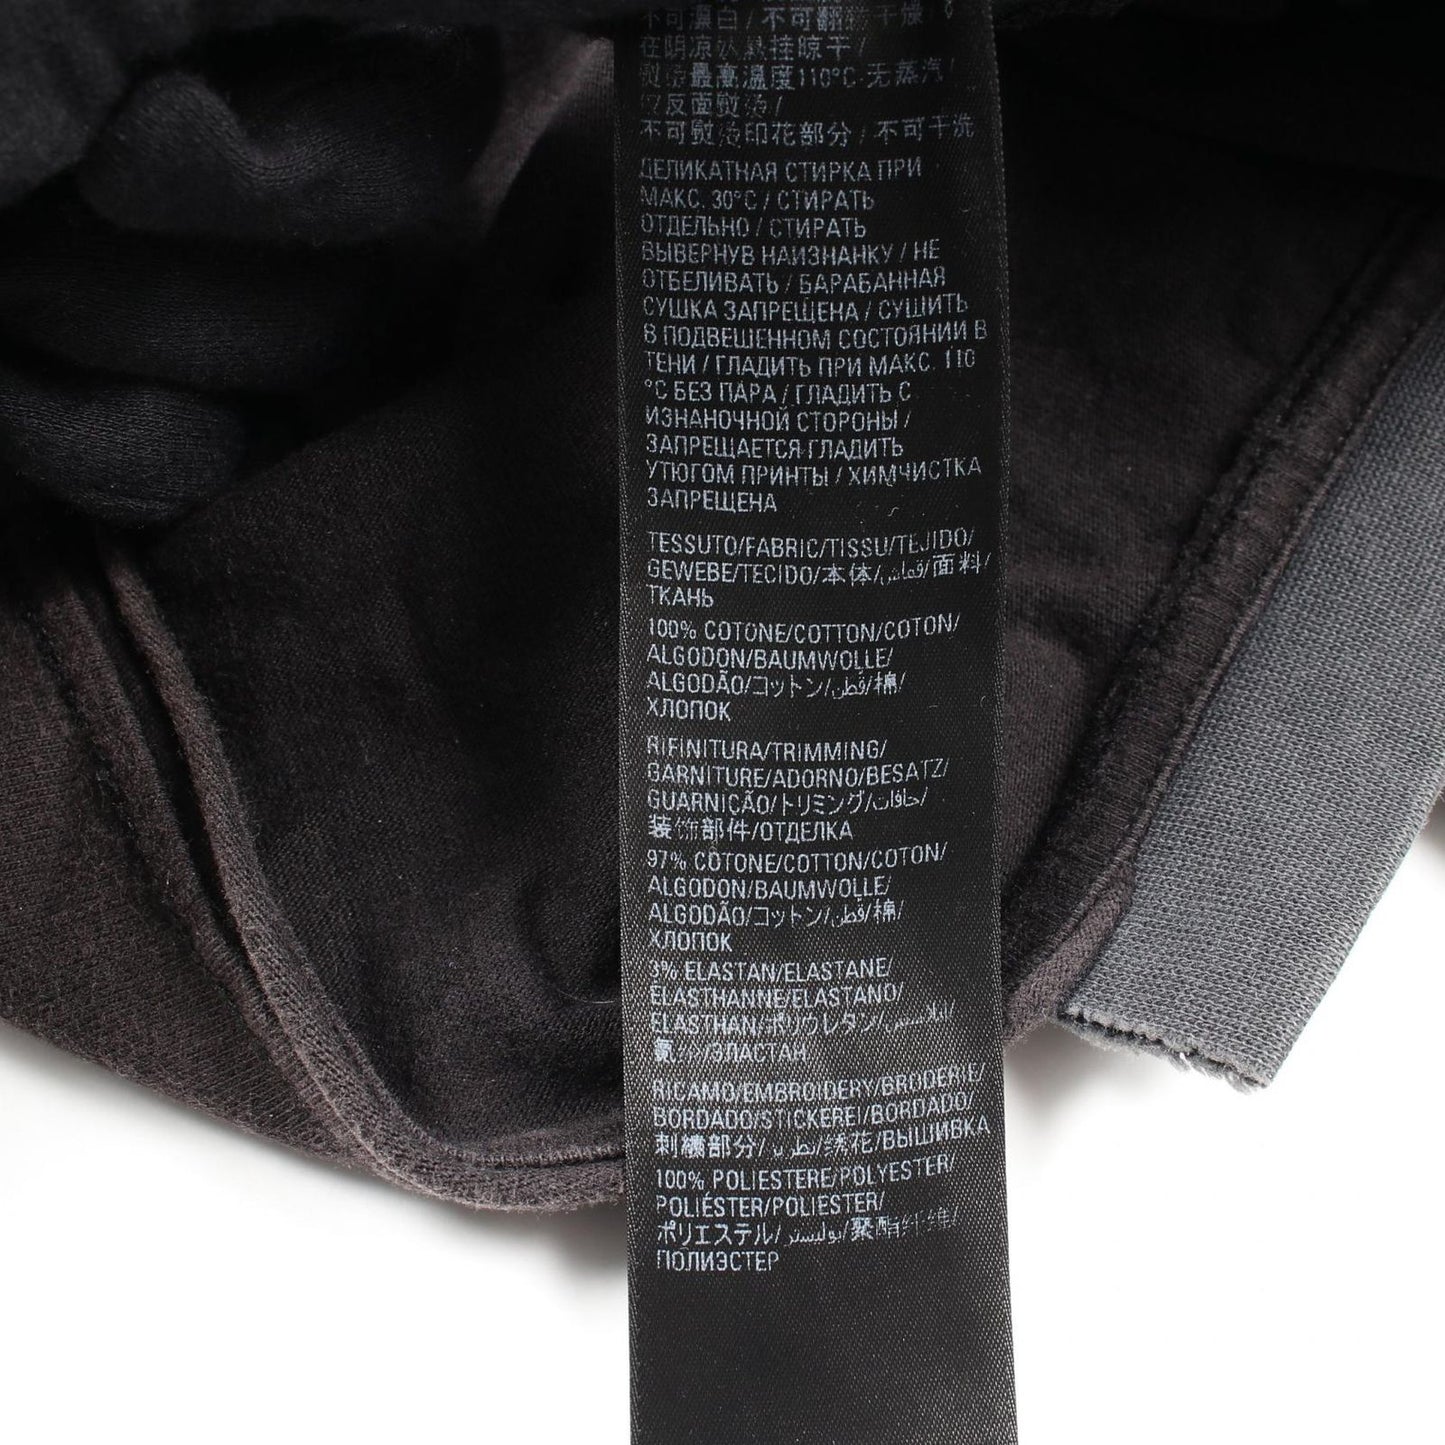 不可漂白 / 不可翻转干燥 /
在阴凉处悬挂晾干 /
熨烫最高温度110°C 无蒸汽 /
反面熨烫 /
不可熨烫印花部分 / 不可干洗
ДЕЛИКАТНАЯ СТИРКА ПРИ
МАКС. 30°C / СТИРАТЬ
ОТДЕЛЬНО / СТИРАТЬ
ВЫВЕРНУВ НАИЗНАНКУ / НЕ
ОТБЕЛИВАТЬ / БАРАБАННАЯ
СУШКА ЗАПРЕЩЕНА / СУШИТЬ
В ПОДВЕШЕННОМ СОСТОЯНИИ В
ТЕНИ / ГЛАДИТЬ ПРИ МАКС. 110
°C БЕЗ ПАРА / ГЛАДИТЬ С
ИЗНАНОЧНОЙ СТОРОНЫ /
ЗАПРЕЩАЕТСЯ ГЛАДИТЬ
УТЮГОМ ПРИНТЫ / ХИМЧИСТКА
ЗАПРЕЩЕНА
TESSUTO/FABRIC/TISSU/TEJIDO/
GEWEBE/TECIDO/本体/قماش/面料/
ТКАНЬ
100% COTONE/COTTON/COTON/
ALGODON/BAUMWOLLE/
ALGODÃO/コットン/قطن/棉/
ХЛОПОК
RIFINITURA/TRIMMING/
GARNITURE/ADORNO/BESATZ/
GUARNICÃO/トリミング/حافات/
装饰部件/ОТДЕЛКА
97% COTONE/COTTON/COTON/
ALGODON/BAUMWOLLE/
ALGODÃO/コットン/قطن/棉/
ХЛОПОК
3% ELASTAN/ELASTANE/
ELASTHANNE/ELASTANO/
ELASTHAN/ポリウレタン/
ЭЛАСТАН
RICAMO/EMBROIDERY/BRODERIE/
BORDADO/STICKEREI/BORDADO/
刺繍部分/تطريز/绣花/ВЫШИВКА
100% POLIESTERE/POLYESTER/
POLIÉSTER/POLIESTER/
ポリエステル/بوليستر/聚酯纤维/
ПОЛИЭСТЕР